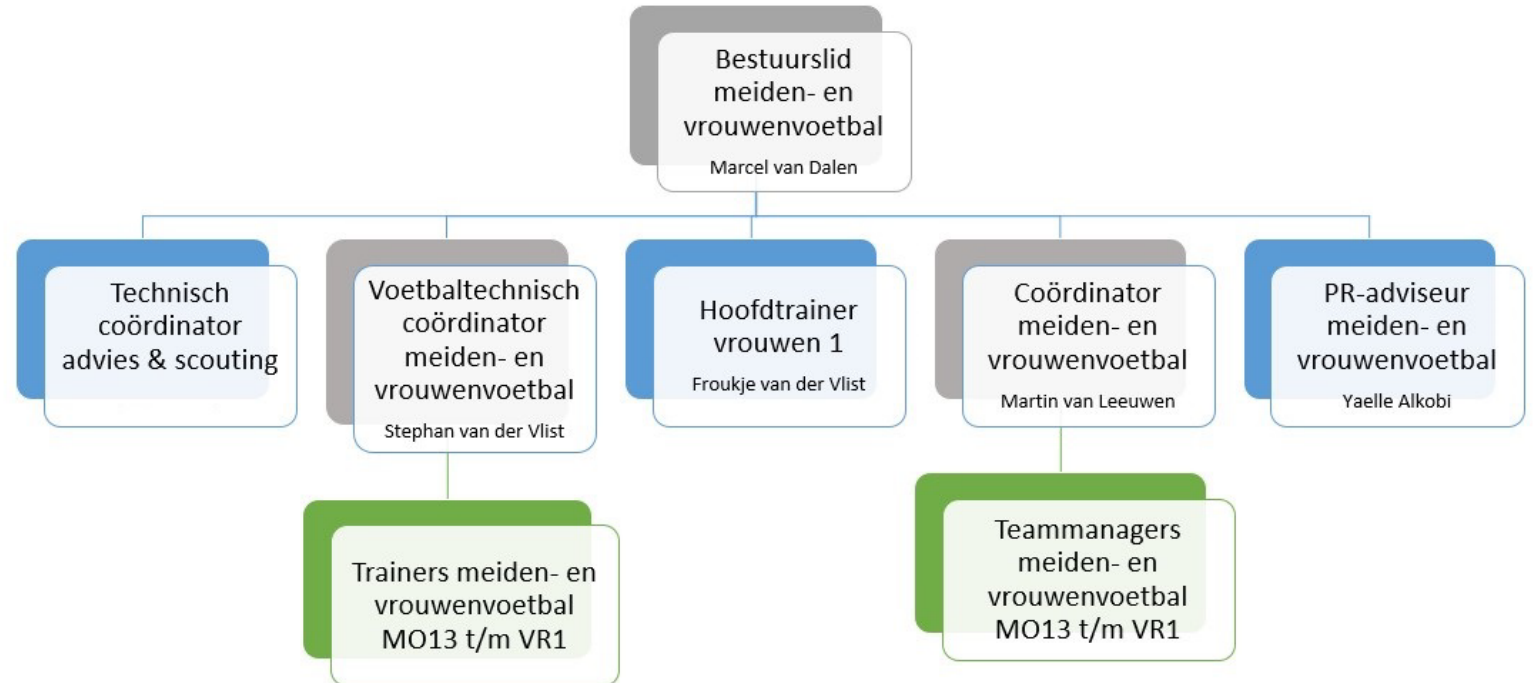 Bestuurslid
meiden- en
vrouwenvoetbal
Marcel van Dalen
Technisch
coördinator
advies & scouting
Voetbaltechnisch
coördinator
meiden- en
vrouwenvoetbal
Stephan van der Vlist
Hoofdtrainer
vrouwen 1
Froukje van der Vlist
Coördinator
meiden- en
vrouwenvoetbal
Martin van Leeuwen
PR-adviseur
meiden- en
vrouwenvoetbal
Yaelle Alkobi
Trainers meiden- en
vrouwenvoetbal
MO13 t/m VR1
Teammanagers
meiden- en
vrouwenvoetbal
MO13 t/m VR1